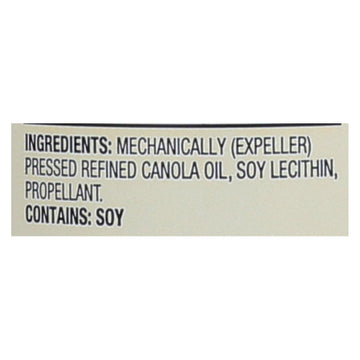 INGREDIENTS: MECHANICALLY (EXPELLER)
PRESSED REFINED CANOLA OIL, SOY LECITHIN,
PROPELLANT.
CONTAINS: SOY